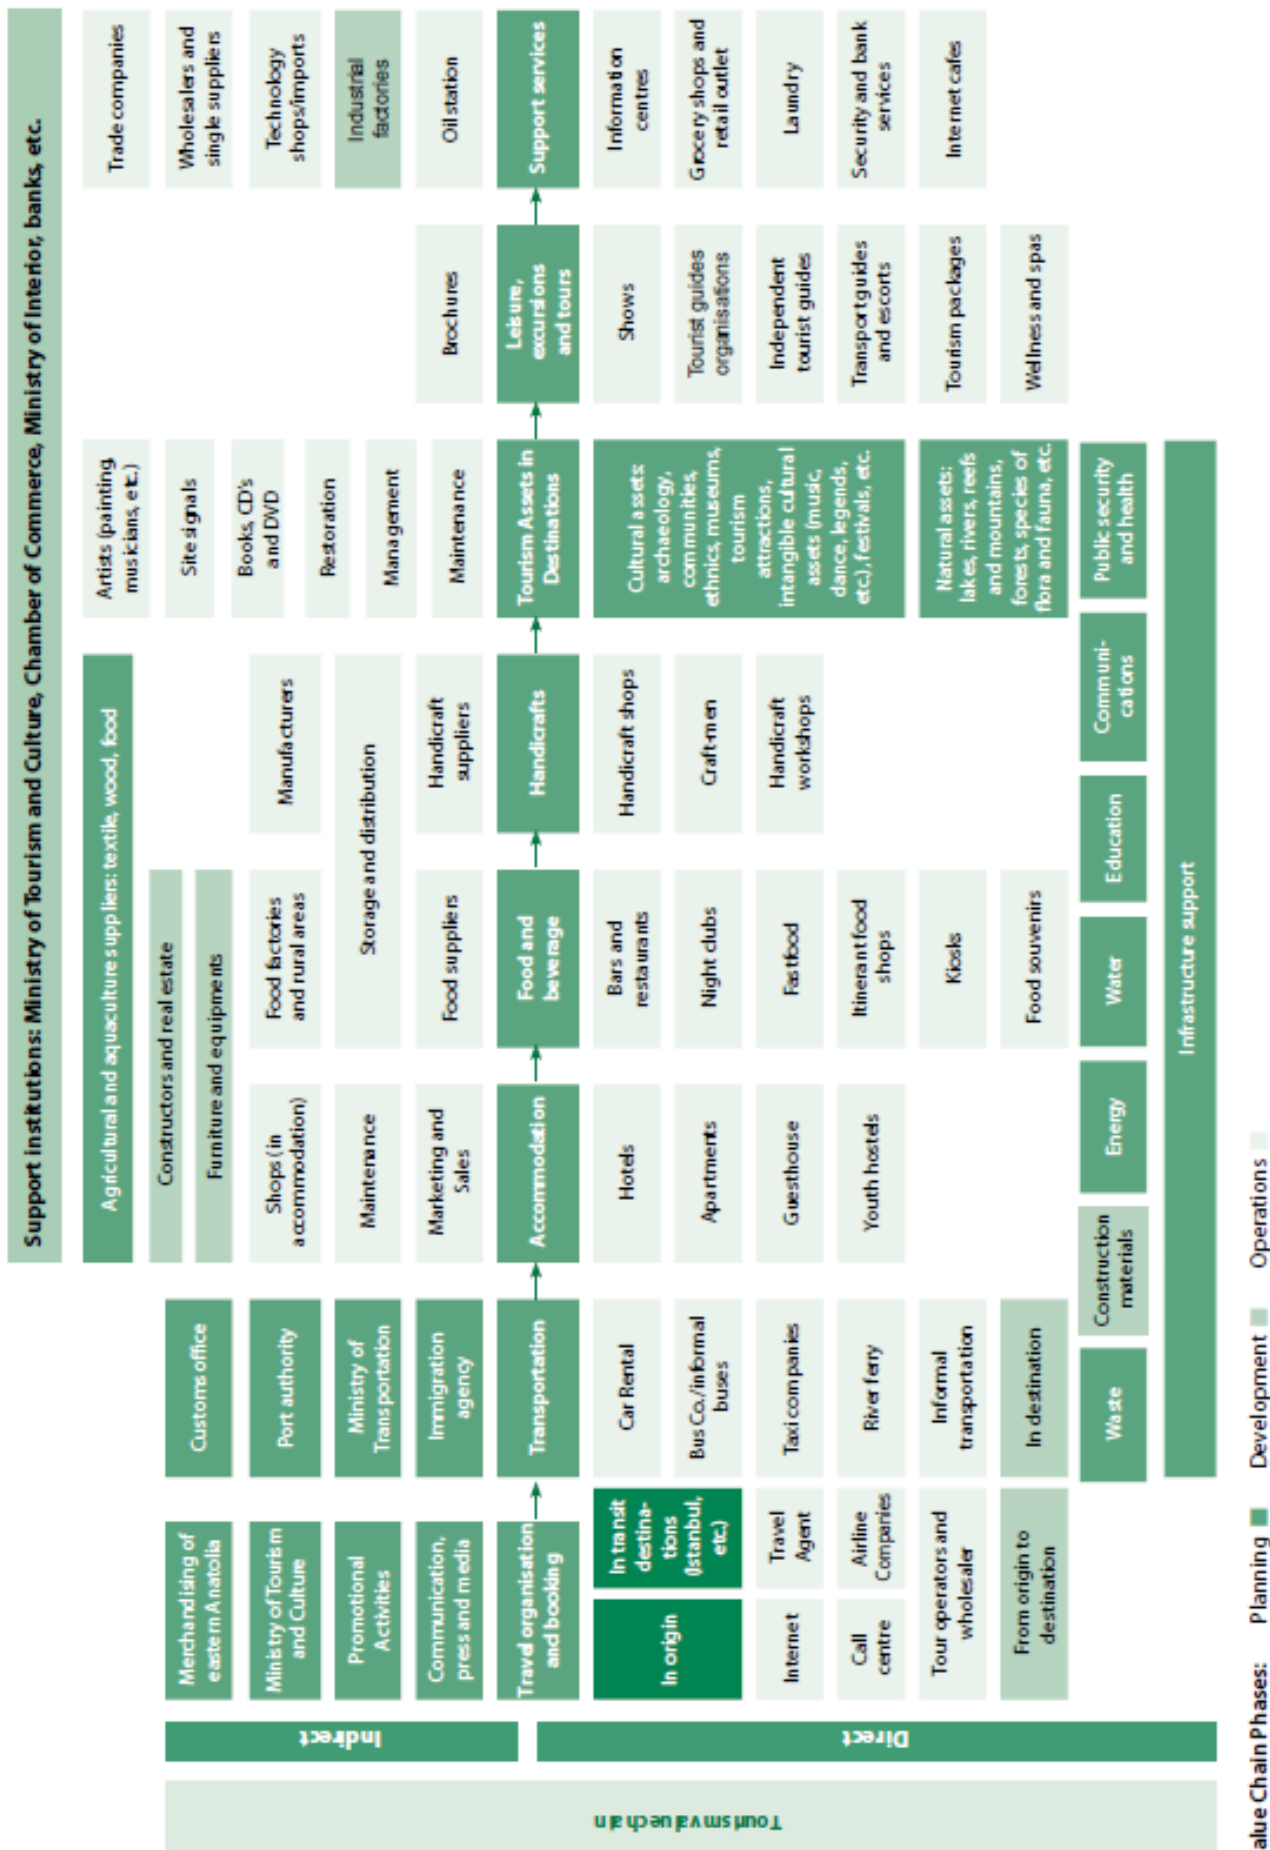 Support institutions: Ministry of Tourism and Culture, Chamber of Commerce, Ministry of Interior, banks, etc.
Tourism value chain
Indirect
Merchandising of
eastern Anatolia
Ministry of Tourism
and Culture
Promotional
Activities
Communication,
press and media
Customs office
Port authority
Ministry of
Transportation
Immigration
agency
Agricultural and aquaculture suppliers: textile, wood, food
Constructors and real estate
Furniture and equipments
Shops (in
accommodation)
Maintenance
Marketing and
Sales
Food factories
and rural areas
Storage and distribution
Food suppliers
Manufacturers
Handicraft
suppliers
Artists (painting,
musicians, etc.)
Site signals
Books, CD's
and DVD
Restoration
Management
Maintenance
Brochures
Trade companies
Wholesalers and
single suppliers
Technology
shops/imports
Industrial
factories
Oil station
Travel organisation
and booking
Transportation
Accommodation
Food and
beverage
Handicrafts
Tourism Assets in
Destinations
Leisure,
excursions
and tours
Support services
Direct
In origin
In transit
destina-
tions
(Istanbul,
etc.)
Internet
Travel
Agent
Call
centre
Airline
Companies
Tour operators and
wholesaler
From origin to
destination
Car Rental
Bus Co./informal
buses
Taxi companies
River ferry
Informal
transportation
In destination
Hotels
Apartments
Guesthouse
Youth hostels
Bars and
restaurants
Night clubs
Fastfood
Itinerant food
shops
Kiosks
Food souvenirs
Handicraft shops
Craft-men
Handicraft
workshops
Cultural assets:
archaeology,
communities,
ethnics, museums,
tourism
attractions,
intangible cultural
assets (music,
dance, legends,
etc.), festivals, etc.
Natural assets:
lakes, rivers, reefs
and mountains,
forests, species of
flora and fauna, etc.
Shows
Tourist guides
organisations
Independent
tourist guides
Transport guides
and escorts
Tourism packages
Wellness and spas
Information
centres
Grocery shops and
retail outlet
Laundry
Security and bank
services
Internet cafes
Waste
Construction
materials
Energy
Water
Education
Communi-
cations
Public security
and health
Infrastructure support
alue Chain Phases: Planning Development Operations